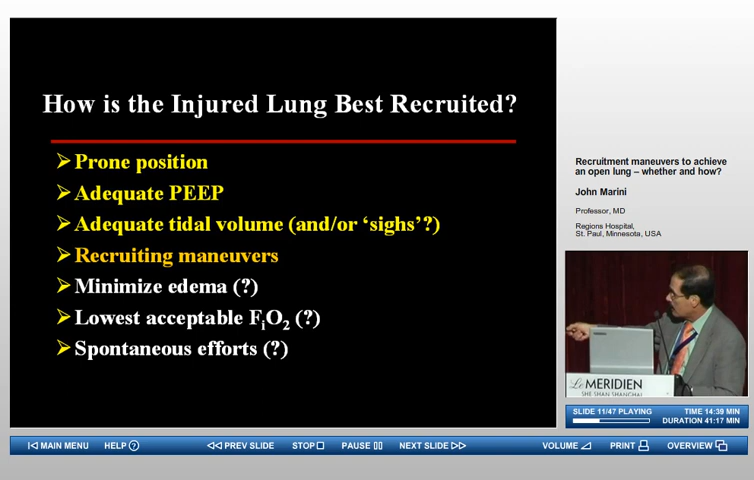 How is the Injured Lung Best Recruited?
Prone position
Adequate PEEP
Adequate tidal volume (and/or ‘sighs’?)
Recruiting maneuvers
Minimize edema (?)
Lowest acceptable FiO2 (?)
Spontaneous efforts (?)
Recruitment maneuvers to achieve
an open lung – whether and how?
John Marini
Professor, MD
Regions Hospital,
St. Paul, Minnesota, USA
Le MERIDIEN
SHE SHAN SHANGHAI
SLIDE 11/47 PLAYING TIME 14:39 MIN
DURATION 41:17 MIN
MAIN MENU HELP ? PREV SLIDE STOP PAUSE NEXT SLIDE VOLUME PRINT OVERVIEW